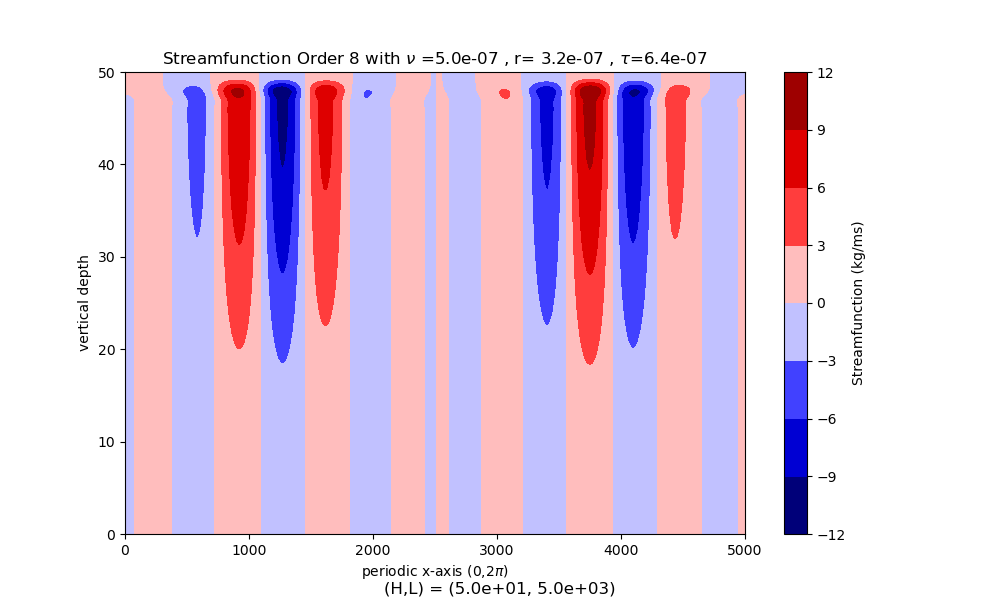 Streamfunction Order 8 with ν =5.0e-07 , r= 3.2e-07 , τ=6.4e-07
50
40
30
20
10
0
vertical depth
0 1000 2000 3000 4000 5000
periodic x-axis (0,2π)
(H,L) = (5.0e+01, 5.0e+03)
12
9
6
3
0
−3
−6
−9
−12
Streamfunction (kg/ms)